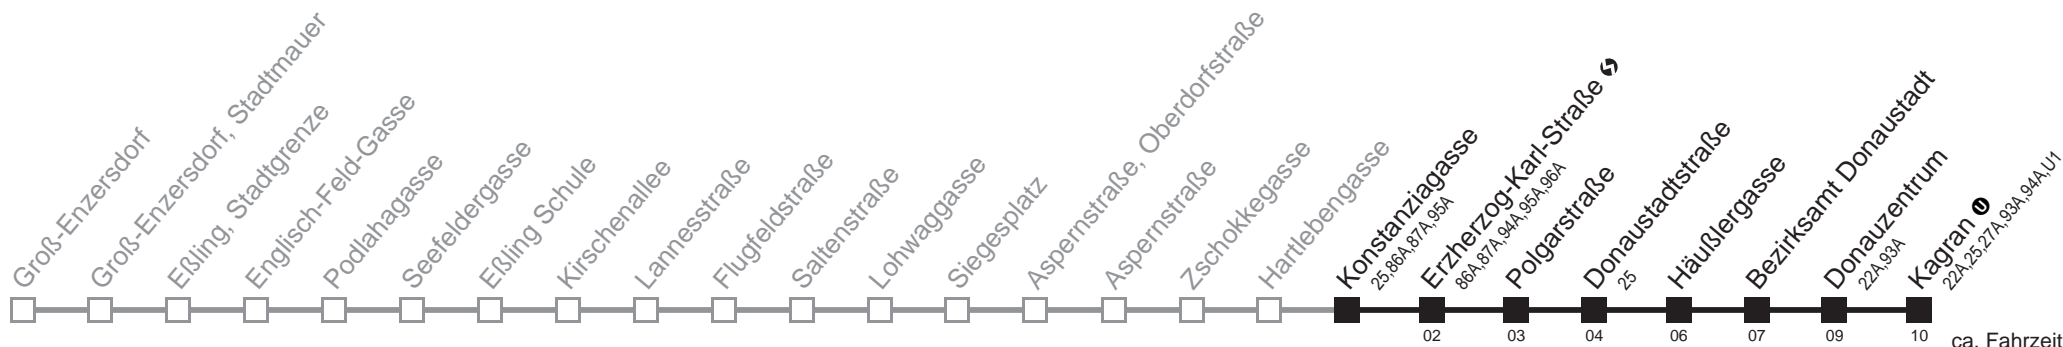 Groß-Enzersdorf
Groß-Enzersdorf, Stadtmauer
Eßling, Stadtgrenze
Englisch-Feld-Gasse
Podlahagasse
Seefeldergasse
Eßling Schule
Kirschenallee
Lannesstraße
Flugfeldstraße
Saltenstraße
Lohwaggasse
Siegesplatz
Aspernstraße, Oberdorfstraße
Aspernstraße
Zschokkegasse
Hartlebengasse
Konstanziagasse
25,86A,87A,95A
Erzherzog-Karl-Straße
86A,87A,94A,95A,96A
Polgarstraße
Donaustadtstraße
25
Häußlergasse
Bezirksamt Donaustadt
Donauzentrum
22A,93A
Kagran U
22A,25,27A,93A,94A,U1
02 03 04 06 07 09 10 ca. Fahrzeit